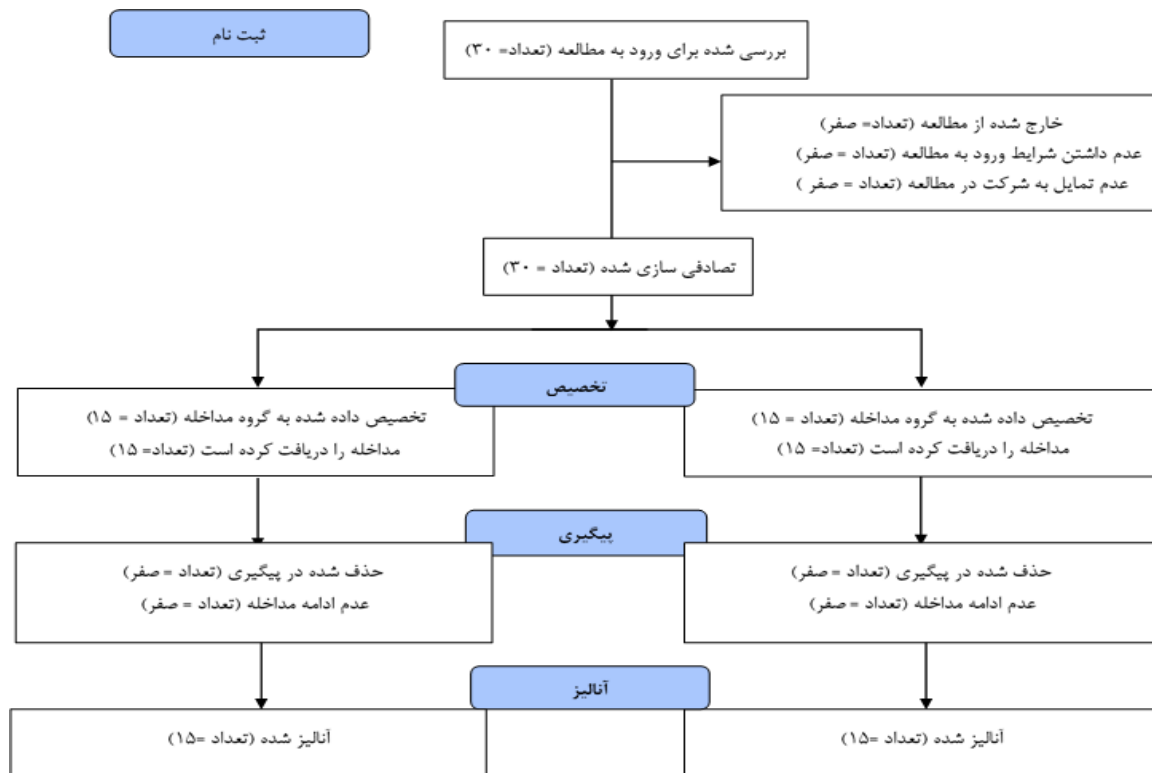 ثبت نام
بررسی شده برای ورود به مطالعه (تعداد= ۳۰)
خارج شده از مطالعه (تعداد= صفر)
عدم داشتن شرایط ورود به مطالعه (تعداد = صفر)
عدم تمایل به شرکت در مطالعه (تعداد = صفر )
تصادفی سازی شده (تعداد = ۳۰)
تخصیص
تخصیص داده شده به گروه مداخله (تعداد = ۱۵)
مداخله را دریافت کرده است (تعداد= ۱۵)
تخصیص داده شده به گروه مداخله (تعداد = ۱۵)
مداخله را دریافت کرده است (تعداد= ۱۵)
پیگیری
حذف شده در پیگیری (تعداد = صفر)
عدم ادامه مداخله (تعداد = صفر)
حذف شده در پیگیری (تعداد = صفر)
عدم ادامه مداخله (تعداد = صفر)
آنالیز
آنالیز شده (تعداد =۱۵)
آنالیز شده (تعداد =۱۵)